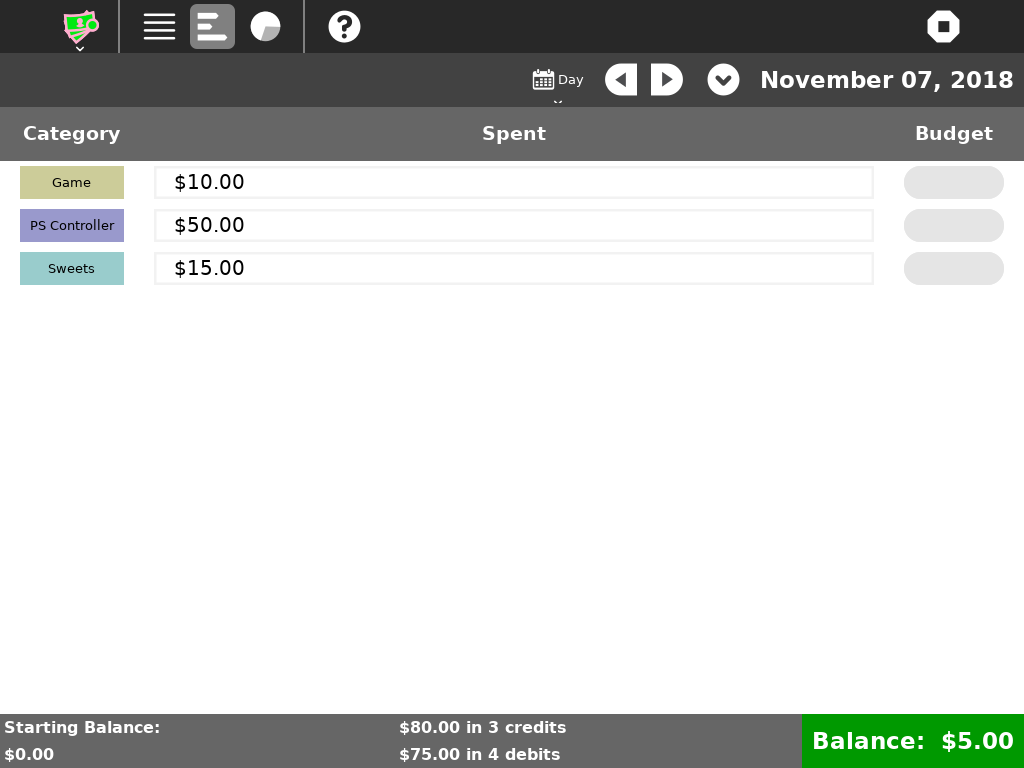 Day
November 07, 2018
Category Spent Budget
Game $10.00
PS Controller $50.00
Sweets $15.00
Starting Balance: $80.00 in 3 credits
$0.00 $75.00 in 4 debits
Balance: $5.00